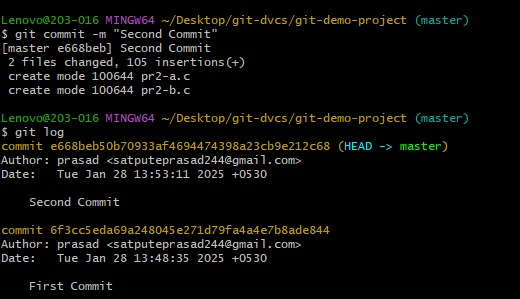 Lenovo@203-016 MINGW64 ~/Desktop/git-dvcs/git-demo-project (master)
$ git commit -m "Second Commit"
[master e668beb] Second Commit
 2 files changed, 105 insertions(+)
 create mode 100644 pr2-a.c
 create mode 100644 pr2-b.c

Lenovo@203-016 MINGW64 ~/Desktop/git-dvcs/git-demo-project (master)
$ git log
commit e668beb50b70933af4694474398a23cb9e212c68 (HEAD -> master)
Author: prasad <satputeprasad244@gmail.com>
Date:   Tue Jan 28 13:53:11 2025 +0530

    Second Commit

commit 6f3cc5eda69a248045e271d79fa4a4e7b8ade844
Author: prasad <satputeprasad244@gmail.com>
Date:   Tue Jan 28 13:48:35 2025 +0530

    First Commit